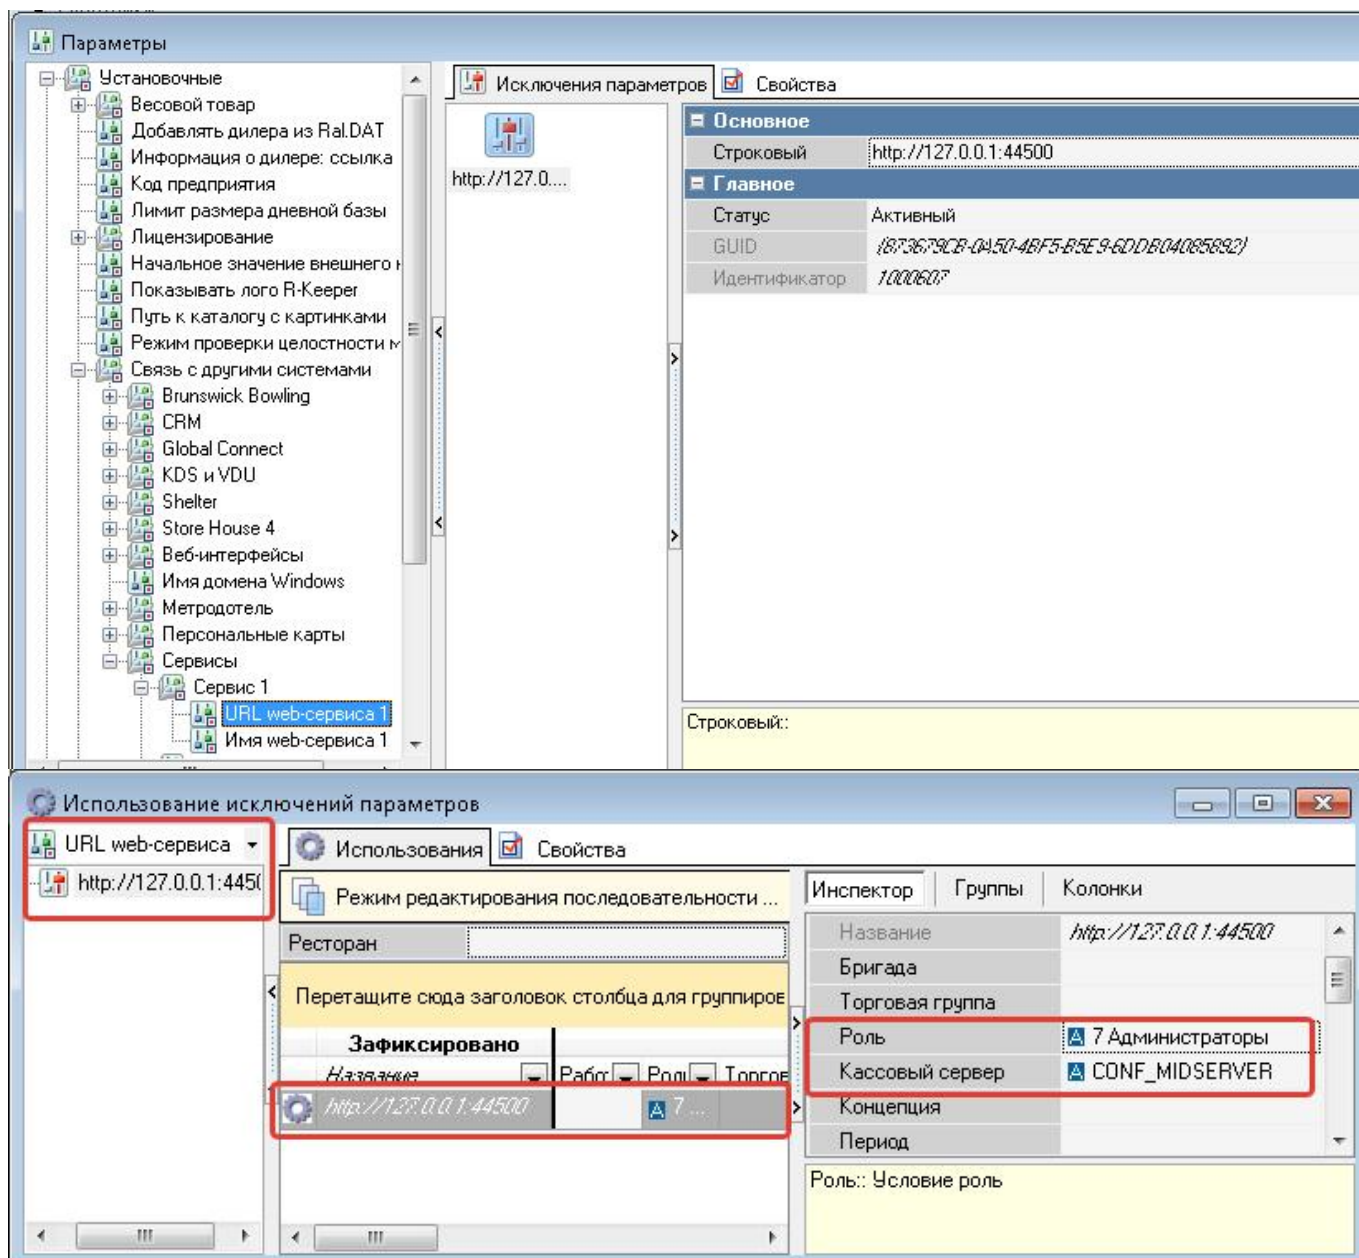 Параметры
Установочные
Весовой товар
Добавлять дилера из Ral.DAT
Информация о дилере: ссылка
Код предприятия
Лимит размера дневной базы
Лицензирование
Начальное значение внешнего
Показывать лого R-Keeper
Путь к каталогу с картинками
Режим проверки целостности
Связь с другими системами
Brunswick Bowling
CRM
Global Connect
KDS и VDU
Shelter
Store House 4
Веб-интерфейсы
Имя домена Windows
Метродотель
Персональные карты
Сервисы
Сервис 1
URL web-сервиса 1
Имя web-сервиса 1
Исключения параметров
Свойства
http://127.0....
Основное
Строковый http://127.0.0.1:44500
Главное
Статус Активный
GUID
Идентификатор 1000607
Строковый::
Использование исключений параметров
URL web-сервиса
http://127.0.0.1:4450
Использования
Свойства
Режим редактирования последовательности ...
Ресторан
Перетащите сюда заголовок столбца для группиров
Зафиксировано
Название Работ Роль Торгов
http://127.0.0.1:44500 7 ...
Инспектор Группы Колонки
Название http://127.0.0.1:44500
Бригада
Торговая группа
Роль 7 Администраторы
Кассовый сервер CONF_MIDSERVER
Концепция
Период
Роль:: Условие роль